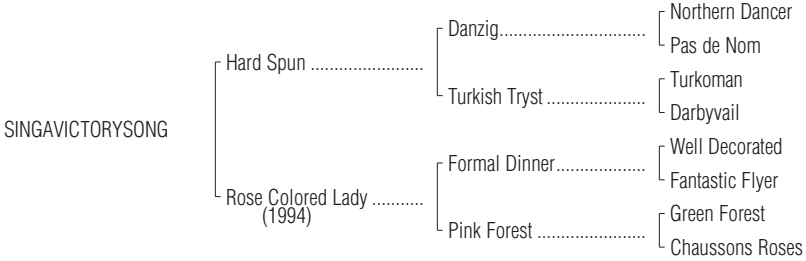 Northern Dancer
Danzig..............................
Pas de Nom
Hard Spun .......................
Turkoman
Turkish Tryst ....................
Darbyvail
SINGAVICTORYSONG
Well Decorated
Formal Dinner..................
Fantastic Flyer
Rose Colored Lady ...........
(1994)
Green Forest
Pink Forest ......................
Chaussons Roses